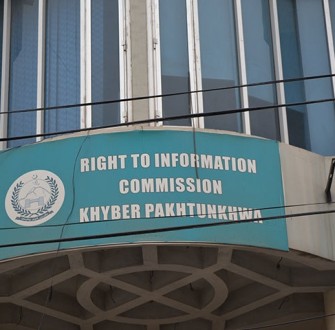 RIGHT TO INFORMATION
COMMISSION
KHYBER PAKHTUNKHWA